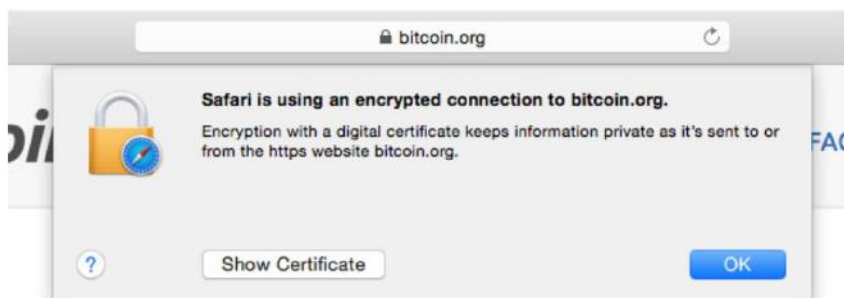 bitcoin.org
Safari is using an encrypted connection to bitcoin.org.
Encryption with a digital certificate keeps information private as it's sent to or
from the https website bitcoin.org.
?
Show Certificate
OK